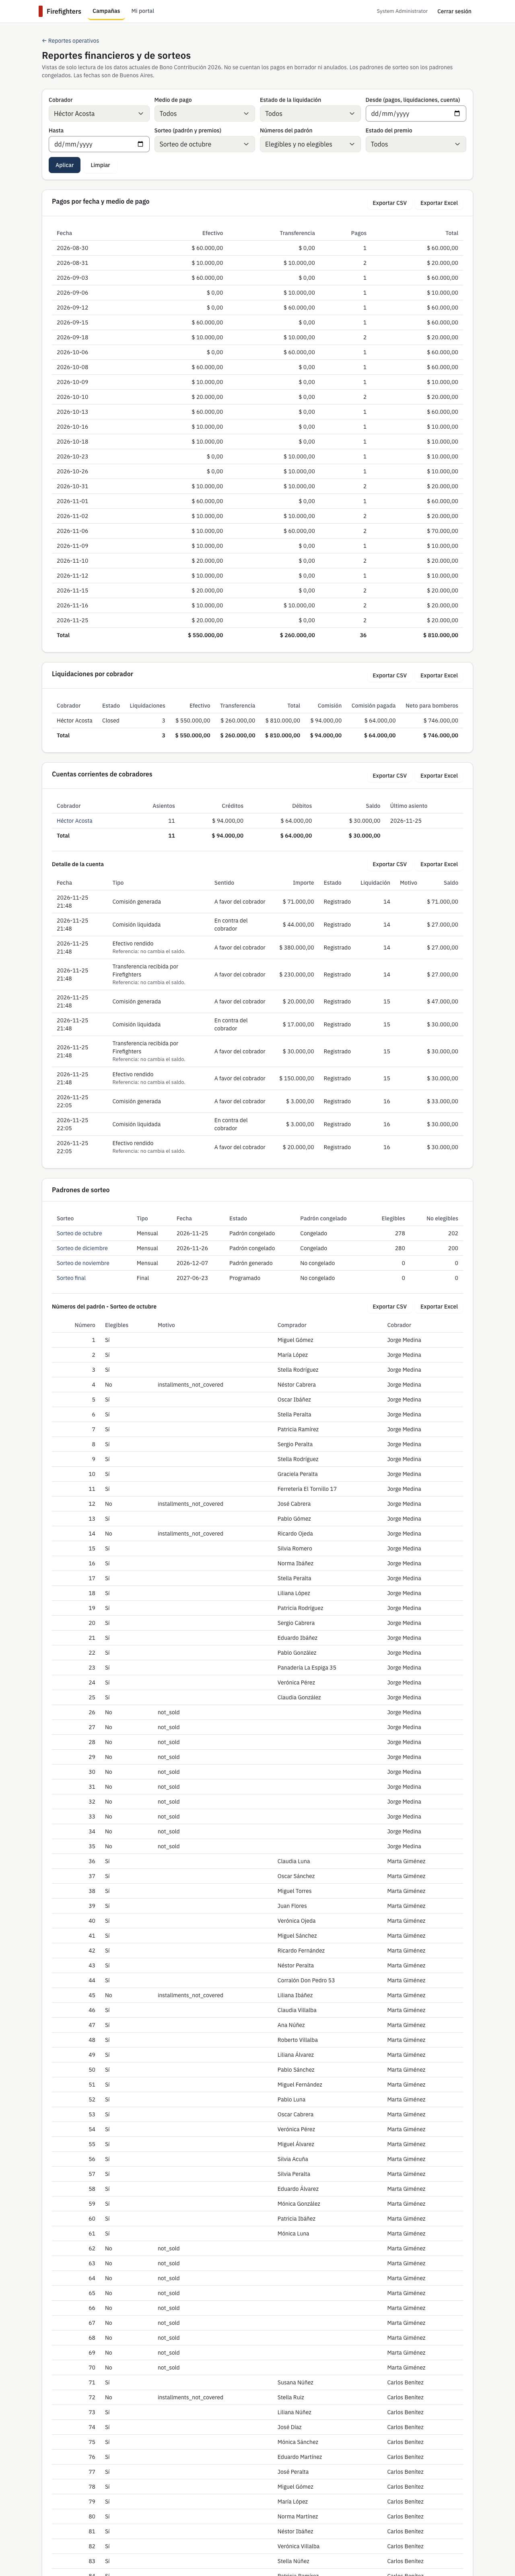 Firefighters Campañas Mi portal System Administrator Cerrar sesión
← Reportes operativos
Reportes financieros y de sorteos
Vistas de solo lectura de los datos actuales de Bono Contribución 2026. No se cuentan los pagos en borrador ni anulados. Los padrones de sorteo son los padrones
congelados. Las fechas son de Buenos Aires.
Cobrador Medio de pago Estado de la liquidación Desde (pagos, liquidaciones, cuenta)
Héctor Acosta Todos Todos dd/mm/yyyy
Hasta Sorteo (padrón y premios) Números del padrón Estado del premio
dd/mm/yyyy Sorteo de octubre Elegibles y no elegibles Todos
Aplicar Limpiar
Pagos por fecha y medio de pago Exportar CSV Exportar Excel
Fecha Efectivo Transferencia Pagos Total
2026-08-30 $ 60.000,00 $ 0,00 1 $ 60.000,00
2026-08-31 $ 10.000,00 $ 10.000,00 2 $ 20.000,00
2026-09-03 $ 60.000,00 $ 0,00 1 $ 60.000,00
2026-09-06 $ 0,00 $ 10.000,00 1 $ 10.000,00
2026-09-12 $ 0,00 $ 60.000,00 1 $ 60.000,00
2026-09-15 $ 60.000,00 $ 0,00 1 $ 60.000,00
2026-09-18 $ 10.000,00 $ 10.000,00 2 $ 20.000,00
2026-10-06 $ 0,00 $ 60.000,00 1 $ 60.000,00
2026-10-08 $ 60.000,00 $ 0,00 1 $ 60.000,00
2026-10-09 $ 10.000,00 $ 0,00 1 $ 10.000,00
2026-10-10 $ 20.000,00 $ 0,00 2 $ 20.000,00
2026-10-13 $ 60.000,00 $ 0,00 1 $ 60.000,00
2026-10-16 $ 10.000,00 $ 0,00 1 $ 10.000,00
2026-10-18 $ 10.000,00 $ 0,00 1 $ 10.000,00
2026-10-23 $ 0,00 $ 10.000,00 1 $ 10.000,00
2026-10-26 $ 0,00 $ 10.000,00 1 $ 10.000,00
2026-10-31 $ 10.000,00 $ 10.000,00 2 $ 20.000,00
2026-11-01 $ 60.000,00 $ 0,00 1 $ 60.000,00
2026-11-02 $ 10.000,00 $ 10.000,00 2 $ 20.000,00
2026-11-06 $ 10.000,00 $ 60.000,00 2 $ 70.000,00
2026-11-09 $ 10.000,00 $ 0,00 1 $ 10.000,00
2026-11-10 $ 20.000,00 $ 0,00 2 $ 20.000,00
2026-11-12 $ 10.000,00 $ 0,00 1 $ 10.000,00
2026-11-15 $ 20.000,00 $ 0,00 2 $ 20.000,00
2026-11-16 $ 10.000,00 $ 10.000,00 2 $ 20.000,00
2026-11-25 $ 20.000,00 $ 0,00 2 $ 20.000,00
Total $ 550.000,00 $ 260.000,00 36 $ 810.000,00
Liquidaciones por cobrador Exportar CSV Exportar Excel
Cobrador Estado Liquidaciones Efectivo Transferencia Total Comisión Comisión pagada Neto para bomberos
Héctor Acosta Closed 3 $ 550.000,00 $ 260.000,00 $ 810.000,00 $ 94.000,00 $ 64.000,00 $ 746.000,00
Total 3 $ 550.000,00 $ 260.000,00 $ 810.000,00 $ 94.000,00 $ 64.000,00 $ 746.000,00
Cuentas corrientes de cobradores Exportar CSV Exportar Excel
Cobrador Asientos Créditos Débitos Saldo Último asiento
Héctor Acosta 11 $ 94.000,00 $ 64.000,00 $ 30.000,00 2026-11-25
Total 11 $ 94.000,00 $ 64.000,00 $ 30.000,00
Detalle de la cuenta Exportar CSV Exportar Excel
Fecha Tipo Sentido Importe Estado Liquidación Motivo Saldo
2026-11-25
21:48 Comisión generada A favor del cobrador $ 71.000,00 Registrado 14 $ 71.000,00
2026-11-25
21:48 Comisión liquidada En contra del
cobrador $ 44.000,00 Registrado 14 $ 27.000,00
2026-11-25
21:48 Efectivo rendido
Referencia: no cambia el saldo. A favor del cobrador $ 380.000,00 Registrado 14 $ 27.000,00
2026-11-25
21:48 Transferencia recibida por
Firefighters
Referencia: no cambia el saldo. A favor del cobrador $ 230.000,00 Registrado 14 $ 27.000,00
2026-11-25
21:48 Comisión generada A favor del cobrador $ 20.000,00 Registrado 15 $ 47.000,00
2026-11-25
21:48 Comisión liquidada En contra del
cobrador $ 17.000,00 Registrado 15 $ 30.000,00
2026-11-25
21:48 Transferencia recibida por
Firefighters
Referencia: no cambia el saldo. A favor del cobrador $ 30.000,00 Registrado 15 $ 30.000,00
2026-11-25
21:48 Efectivo rendido
Referencia: no cambia el saldo. A favor del cobrador $ 150.000,00 Registrado 15 $ 30.000,00
2026-11-25
22:05 Comisión generada A favor del cobrador $ 3.000,00 Registrado 16 $ 33.000,00
2026-11-25
22:05 Comisión liquidada En contra del
cobrador $ 3.000,00 Registrado 16 $ 30.000,00
2026-11-25
22:05 Efectivo rendido
Referencia: no cambia el saldo. A favor del cobrador $ 20.000,00 Registrado 16 $ 30.000,00
Padrones de sorteo
Sorteo Tipo Fecha Estado Padrón congelado Elegibles No elegibles
Sorteo de octubre Mensual 2026-11-25 Padrón congelado Congelado 278 202
Sorteo de diciembre Mensual 2026-11-26 Padrón congelado Congelado 280 200
Sorteo de noviembre Mensual 2026-12-07 Padrón generado No congelado 0 0
Sorteo final Final 2027-06-23 Programado No congelado 0 0
Números del padrón - Sorteo de octubre Exportar CSV Exportar Excel
Número Elegibles Motivo Comprador Cobrador
1 Sí Miguel Gómez Jorge Medina
2 Sí María López Jorge Medina
3 Sí Stella Rodríguez Jorge Medina
4 No installments_not_covered Néstor Cabrera Jorge Medina
5 Sí Oscar Ibáñez Jorge Medina
6 Sí Stella Peralta Jorge Medina
7 Sí Patricia Ramírez Jorge Medina
8 Sí Sergio Peralta Jorge Medina
9 Sí Stella Rodríguez Jorge Medina
10 Sí Graciela Peralta Jorge Medina
11 Sí Ferretería El Tornillo 17 Jorge Medina
12 No installments_not_covered José Cabrera Jorge Medina
13 Sí Pablo Gómez Jorge Medina
14 No installments_not_covered Ricardo Ojeda Jorge Medina
15 Sí Silvia Romero Jorge Medina
16 Sí Norma Ibáñez Jorge Medina
17 Sí Stella Peralta Jorge Medina
18 Sí Liliana López Jorge Medina
19 Sí Patricia Rodríguez Jorge Medina
20 Sí Sergio Cabrera Jorge Medina
21 Sí Eduardo Ibáñez Jorge Medina
22 Sí Pablo González Jorge Medina
23 Sí Panadería La Espiga 35 Jorge Medina
24 Sí Verónica Pérez Jorge Medina
25 Sí Claudia González Jorge Medina
26 No not_sold Jorge Medina
27 No not_sold Jorge Medina
28 No not_sold Jorge Medina
29 No not_sold Jorge Medina
30 No not_sold Jorge Medina
31 No not_sold Jorge Medina
32 No not_sold Jorge Medina
33 No not_sold Jorge Medina
34 No not_sold Jorge Medina
35 No not_sold Jorge Medina
36 Sí Claudia Luna Marta Giménez
37 Sí Oscar Sánchez Marta Giménez
38 Sí Miguel Torres Marta Giménez
39 Sí Juan Flores Marta Giménez
40 Sí Verónica Ojeda Marta Giménez
41 Sí Miguel Sánchez Marta Giménez
42 Sí Ricardo Fernández Marta Giménez
43 Sí Néstor Peralta Marta Giménez
44 Sí Corralón Don Pedro 53 Marta Giménez
45 No installments_not_covered Liliana Ibáñez Marta Giménez
46 Sí Claudia Villalba Marta Giménez
47 Sí Ana Núñez Marta Giménez
48 Sí Roberto Villalba Marta Giménez
49 Sí Liliana Álvarez Marta Giménez
50 Sí Pablo Sánchez Marta Giménez
51 Sí Miguel Fernández Marta Giménez
52 Sí Pablo Luna Marta Giménez
53 Sí Oscar Cabrera Marta Giménez
54 Sí Verónica Pérez Marta Giménez
55 Sí Miguel Álvarez Marta Giménez
56 Sí Silvia Acuña Marta Giménez
57 Sí Silvia Peralta Marta Giménez
58 Sí Eduardo Álvarez Marta Giménez
59 Sí Mónica González Marta Giménez
60 Sí Patricia Ibáñez Marta Giménez
61 Sí Mónica Luna Marta Giménez
62 No not_sold Marta Giménez
63 No not_sold Marta Giménez
64 No not_sold Marta Giménez
65 No not_sold Marta Giménez
66 No not_sold Marta Giménez
67 No not_sold Marta Giménez
68 No not_sold Marta Giménez
69 No not_sold Marta Giménez
70 No not_sold Marta Giménez
71 Sí Susana Núñez Carlos Benítez
72 No installments_not_covered Stella Ruiz Carlos Benítez
73 Sí Liliana Núñez Carlos Benítez
74 Sí José Díaz Carlos Benítez
75 Sí Mónica Sánchez Carlos Benítez
76 Sí Eduardo Martínez Carlos Benítez
77 Sí José Peralta Carlos Benítez
78 Sí Miguel Gómez Carlos Benítez
79 Sí María López Carlos Benítez
80 Sí Norma Martínez Carlos Benítez
81 Sí Néstor Ibáñez Carlos Benítez
82 Sí Verónica Villalba Carlos Benítez
83 Sí Stella Núñez Carlos Benítez